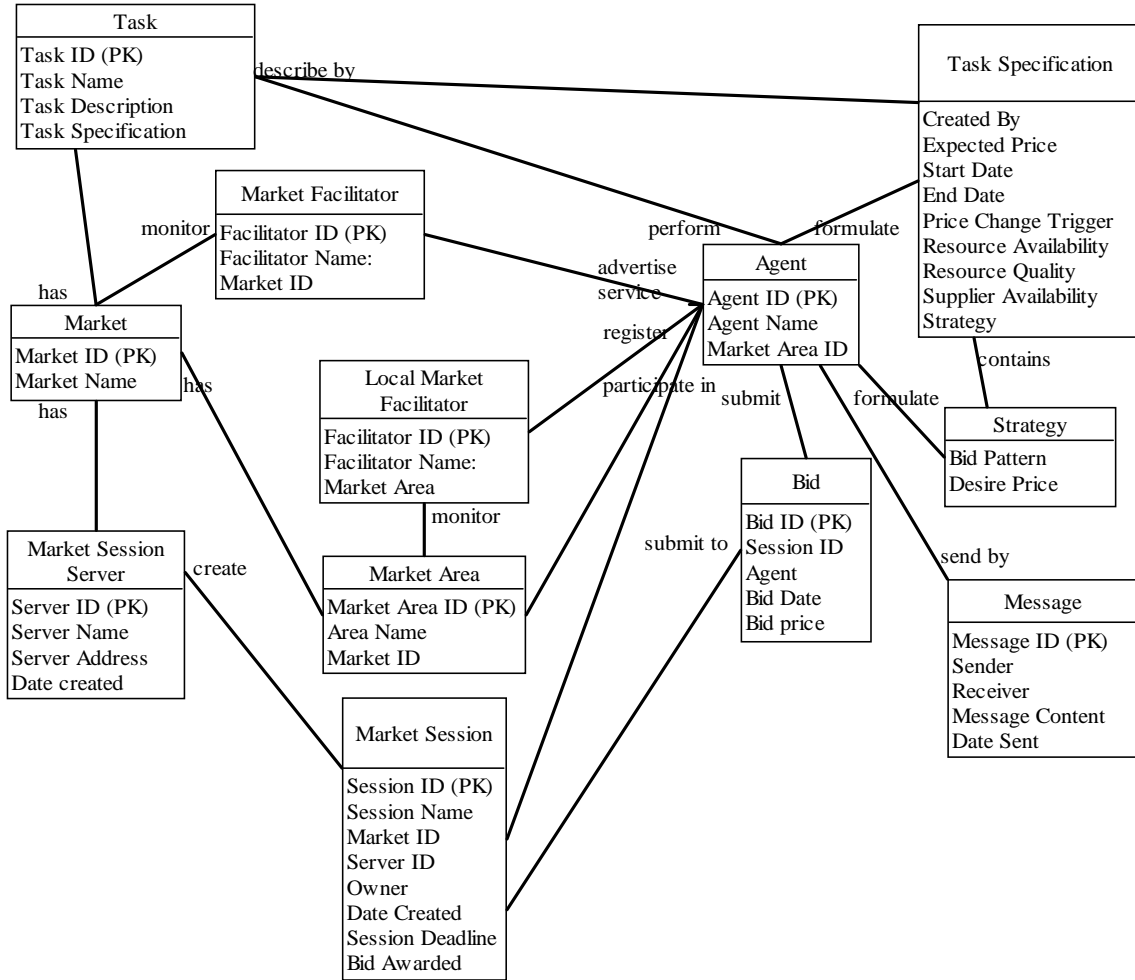 Task
Task ID (PK)
Task Name
Task Description
Task Specification
describe by
Task Specification
Created By
Expected Price
Start Date
End Date
Price Change Trigger
Resource Availability
Resource Quality
Supplier Availability
Strategy
Market Facilitator
Facilitator ID (PK)
Facilitator Name:
Market ID
monitor
perform
formulate
advertise
service
register
participate in
Agent
Agent ID (PK)
Agent Name
Market Area ID
has
Market
Market ID (PK)
Market Name
has
has
Local Market
Facilitator
Facilitator ID (PK)
Facilitator Name:
Market Area
monitor
submit
formulate
contains
Strategy
Bid Pattern
Desire Price
Bid
Bid ID (PK)
Session ID
Agent
Bid Date
Bid price
submit to
send by
Market Session
Server
Server ID (PK)
Server Name
Server Address
Date created
create
Market Area
Market Area ID (PK)
Area Name
Market ID
Message
Message ID (PK)
Sender
Receiver
Message Content
Date Sent
Market Session
Session ID (PK)
Session Name
Market ID
Server ID
Owner
Date Created
Session Deadline
Bid Awarded